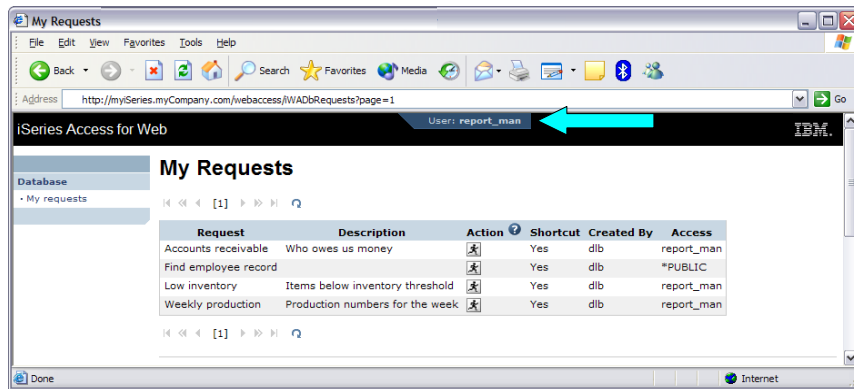 My Requests
File Edit View Favorites Tools Help
Back Search Favorites Media
Address http://myiSeries.myCompany.com/webaccess/iWADbRequests?page=1 Go
iSeries Access for Web User: report_man IBM.
My Requests
Database
• My requests
[1]
Request Description Action ? Shortcut Created By Access
Accounts receivable Who owes us money Yes dlb report_man
Find employee record Yes dlb *PUBLIC
Low inventory Items below inventory threshold Yes dlb report_man
Weekly production Production numbers for the week Yes dlb report_man
[1]
Done Internet